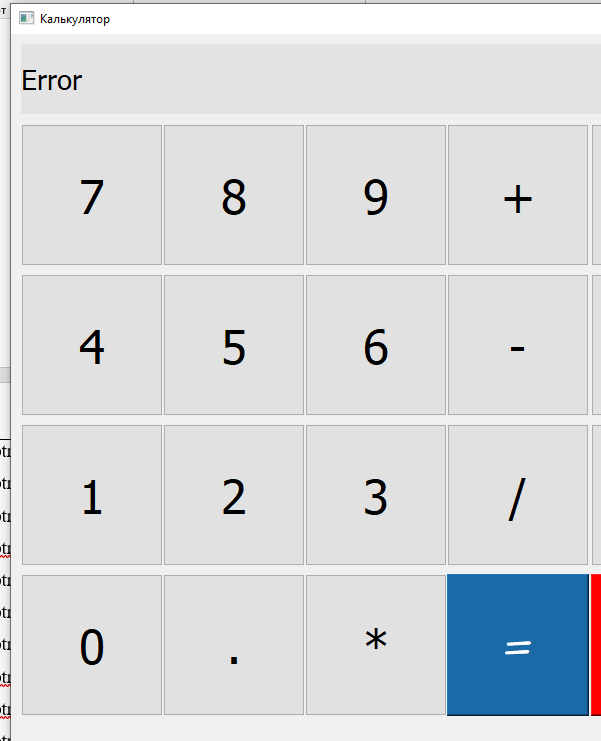 Калькулятор
Error
7 8 9 +
4 5 6 -
1 2 3 /
0 . * =